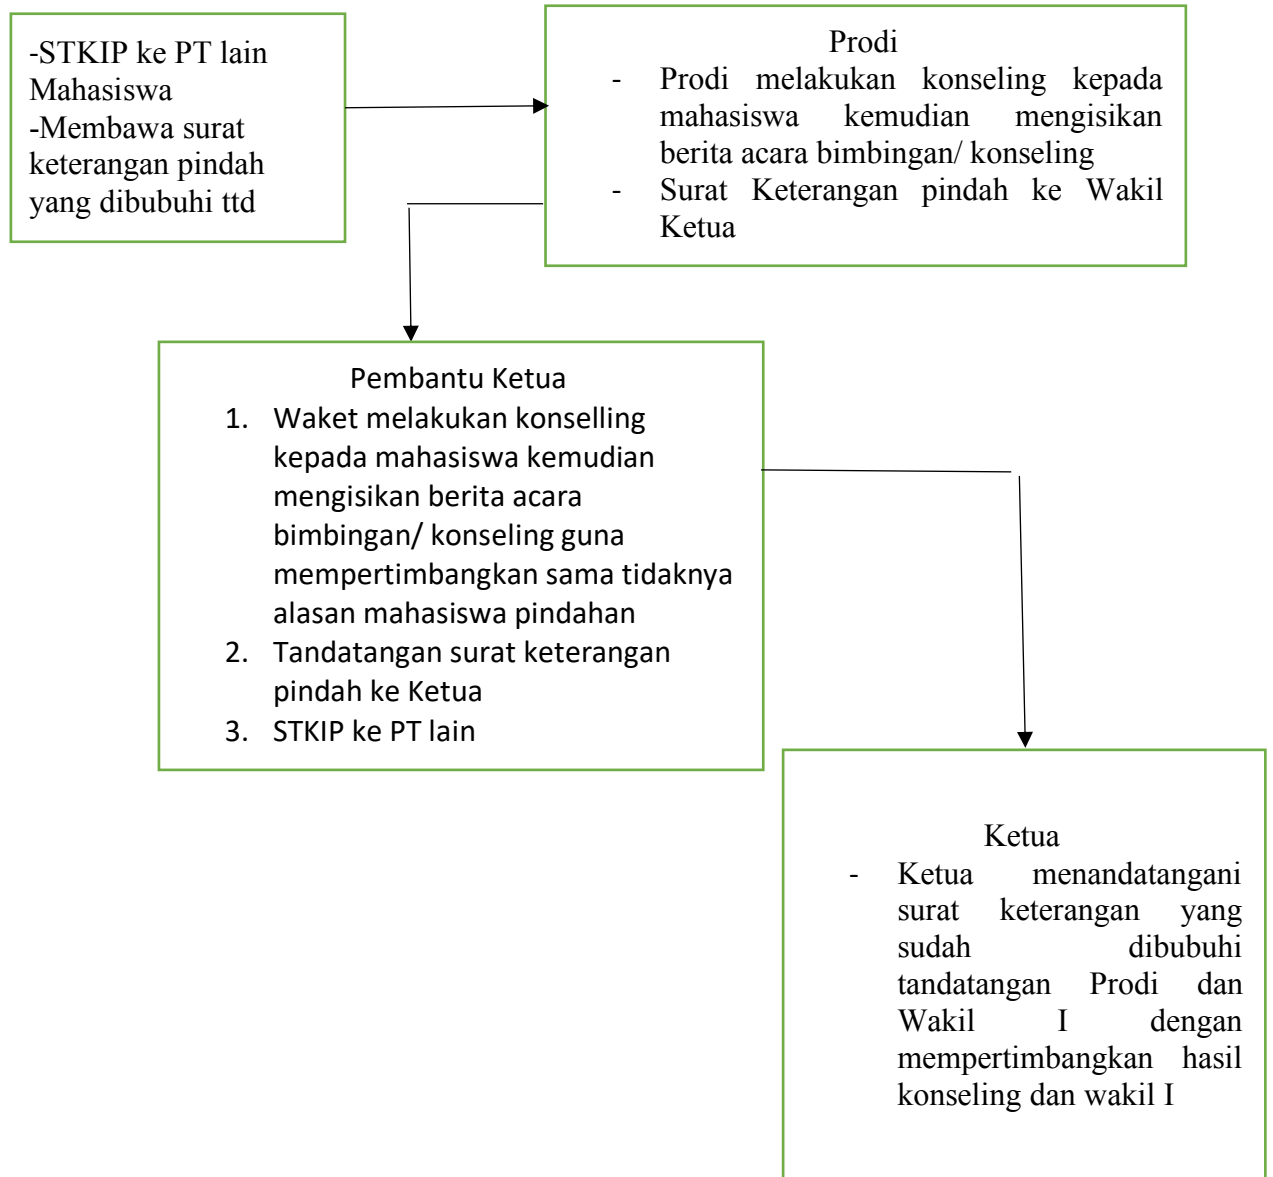 -STKIP ke PT lain
Mahasiswa
-Membawa surat
keterangan pindah
yang dibubuhi ttd
Prodi
- Prodi melakukan konseling kepada
mahasiswa kemudian mengisikan
berita acara bimbingan/ konseling
- Surat Keterangan pindah ke Wakil
Ketua
Pembantu Ketua
1. Waket melakukan konselling
kepada mahasiswa kemudian
mengisikan berita acara
bimbingan/ konseling guna
mempertimbangkan sama tidaknya
alasan mahasiswa pindahan
2. Tandatangan surat keterangan
pindah ke Ketua
3. STKIP ke PT lain
Ketua
- Ketua menandatangani
surat keterangan yang
sudah dibubuhi
tandatangan Prodi dan
Wakil I dengan
mempertimbangkan hasil
konseling dan wakil I